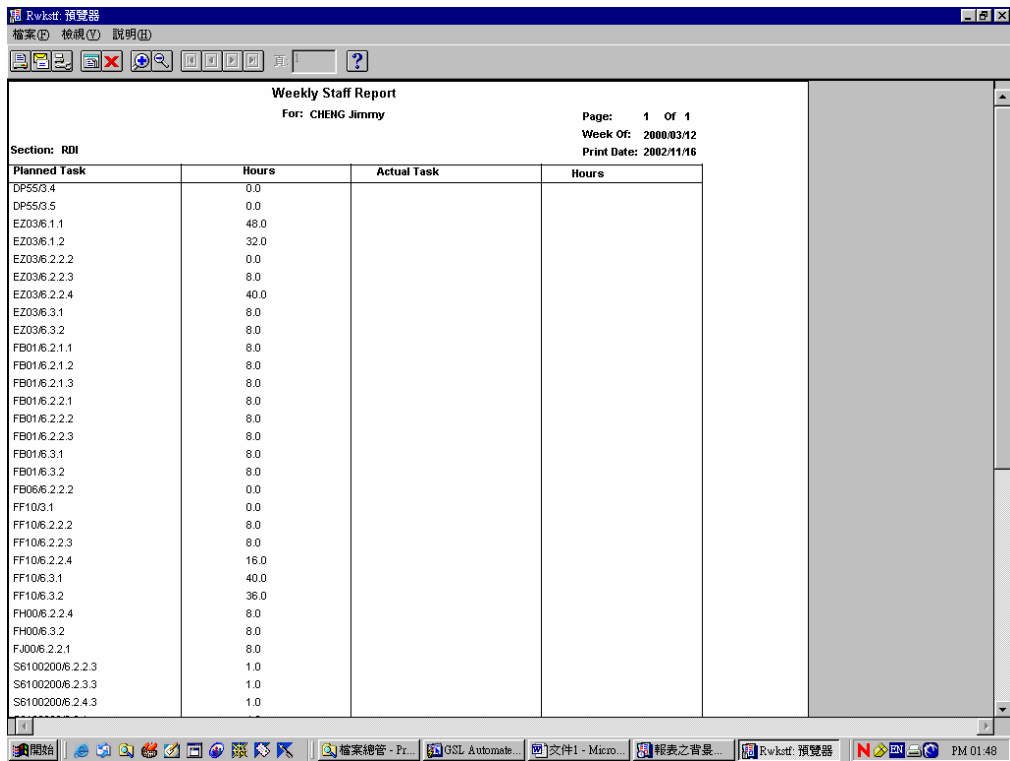 Rwkstf: 預覽器
檔案(F) 檢視(V) 說明(H)
頁: 1
Weekly Staff Report
For: CHENG Jimmy
Page: 1 Of 1
Week Of: 2000/03/12
Section: RDI Print Date: 2002/11/16
Planned Task Hours Actual Task Hours
DP55/3.4 0.0
DP55/3.5 0.0
EZ03/6.1.1 48.0
EZ03/6.1.2 32.0
EZ03/6.2.2.2 0.0
EZ03/6.2.2.3 8.0
EZ03/6.2.2.4 40.0
EZ03/6.3.1 8.0
EZ03/6.3.2 8.0
FB01/6.2.1.1 8.0
FB01/6.2.1.2 8.0
FB01/6.2.1.3 8.0
FB01/6.2.2.1 8.0
FB01/6.2.2.2 8.0
FB01/6.2.2.3 8.0
FB01/6.3.1 8.0
FB01/6.3.2 8.0
FB06/6.2.2.2 0.0
FF10/3.1 0.0
FF10/6.2.2.2 8.0
FF10/6.2.2.3 8.0
FF10/6.2.2.4 16.0
FF10/6.3.1 40.0
FF10/6.3.2 36.0
FH00/6.2.2.4 8.0
FH00/6.3.2 8.0
FJ00/6.2.2.1 8.0
S6100200/6.2.2.3 1.0
S6100200/6.2.3.3 1.0
S6100200/6.2.4.3 1.0
開始 檔案總管 - Pr... GSL Automate... 文件1 - Micro... 報表之背景... Rwkstf: 預覽器 EN PM 01:48